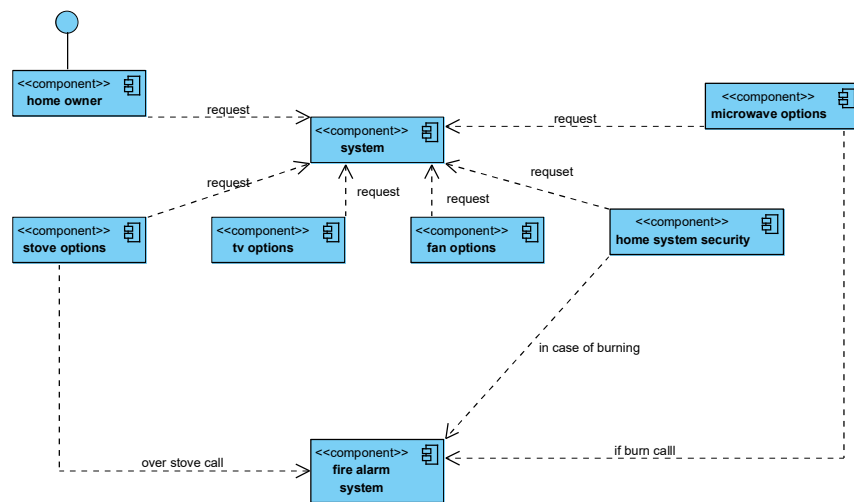 <<component>>
home owner
request
<<component>>
system
request
<<component>>
microwave options
request
request
request
requset
<<component>>
stove options
<<component>>
tv options
<<component>>
fan options
<<component>>
home system security
in case of burning
over stove call
<<component>>
fire alarm
system
if burn calll